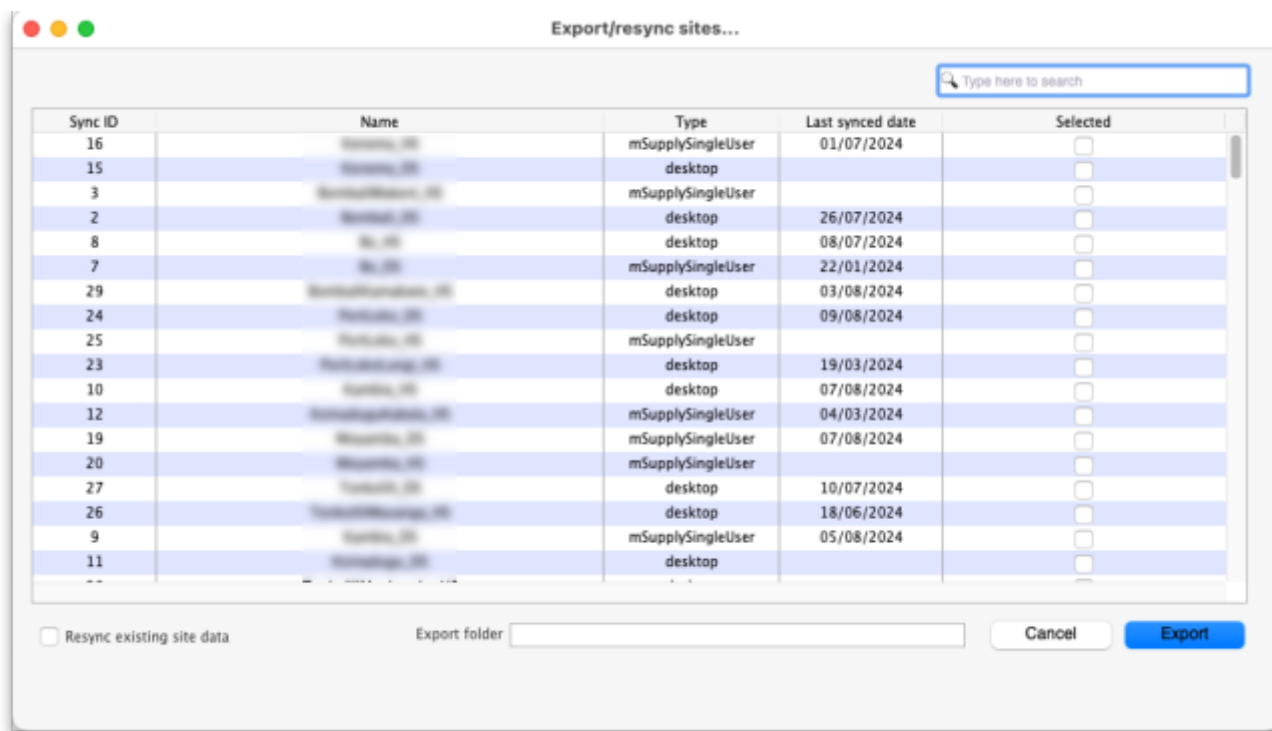 Export/resync sites...
Type here to search
Sync ID Name Type Last synced date Selected
16 mSupplySingleUser 01/07/2024
15 desktop
3 mSupplySingleUser
2 desktop 26/07/2024
8 desktop 08/07/2024
7 mSupplySingleUser 22/01/2024
29 desktop 03/08/2024
24 desktop 09/08/2024
25 mSupplySingleUser
23 desktop 19/03/2024
10 desktop 07/08/2024
12 mSupplySingleUser 04/03/2024
19 mSupplySingleUser 07/08/2024
20 mSupplySingleUser
27 desktop 10/07/2024
26 desktop 18/06/2024
9 mSupplySingleUser 05/08/2024
11 desktop
Resync existing site data Export folder Cancel Export